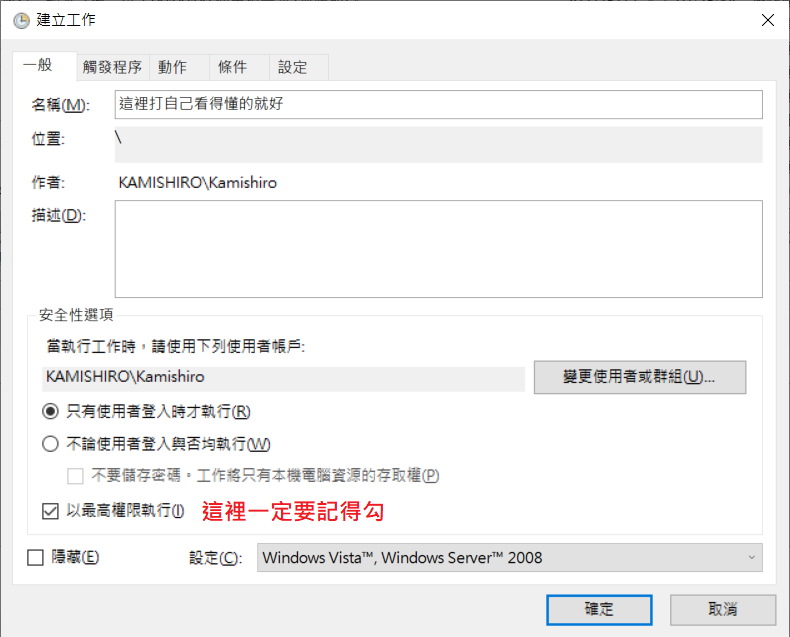 建立工作
一般 觸發程序 動作 條件 設定
名稱(M): 這裡打自己看得懂的就好
位置: \
作者: KAMISHIRO\Kamishiro
描述(D):
安全性選項
當執行工作時，請使用下列使用者帳戶:
KAMISHIRO\Kamishiro 變更使用者或群組(U)...
只有使用者登入時才執行(R)
不論使用者登入與否均執行(W)
不要儲存密碼。工作將只有本機電腦資源的存取權(P)
以最高權限執行(I) 這裡一定要記得勾
隱藏(E) 設定(C): Windows Vista™, Windows Server™ 2008
確定 取消